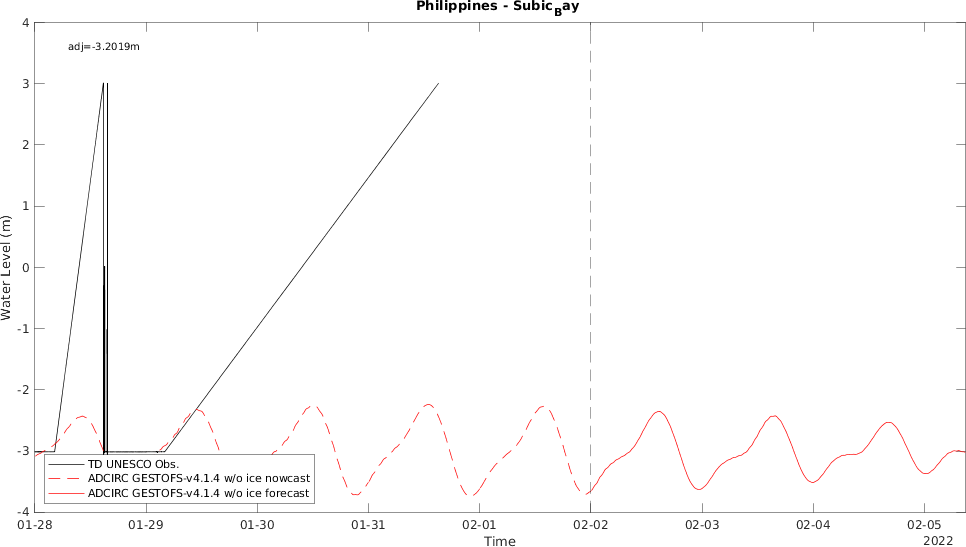 Philippines - Subic_Bay
4
adj=-3.2019m
3
2
1
0
-1
-2
-3
-4
Water Level (m)
TD UNESCO Obs.
ADCIRC GESTOFS-v4.1.4 w/o ice nowcast
ADCIRC GESTOFS-v4.1.4 w/o ice forecast
01-28 01-29 01-30 01-31 02-01 02-02 02-03 02-04 02-05
Time
2022